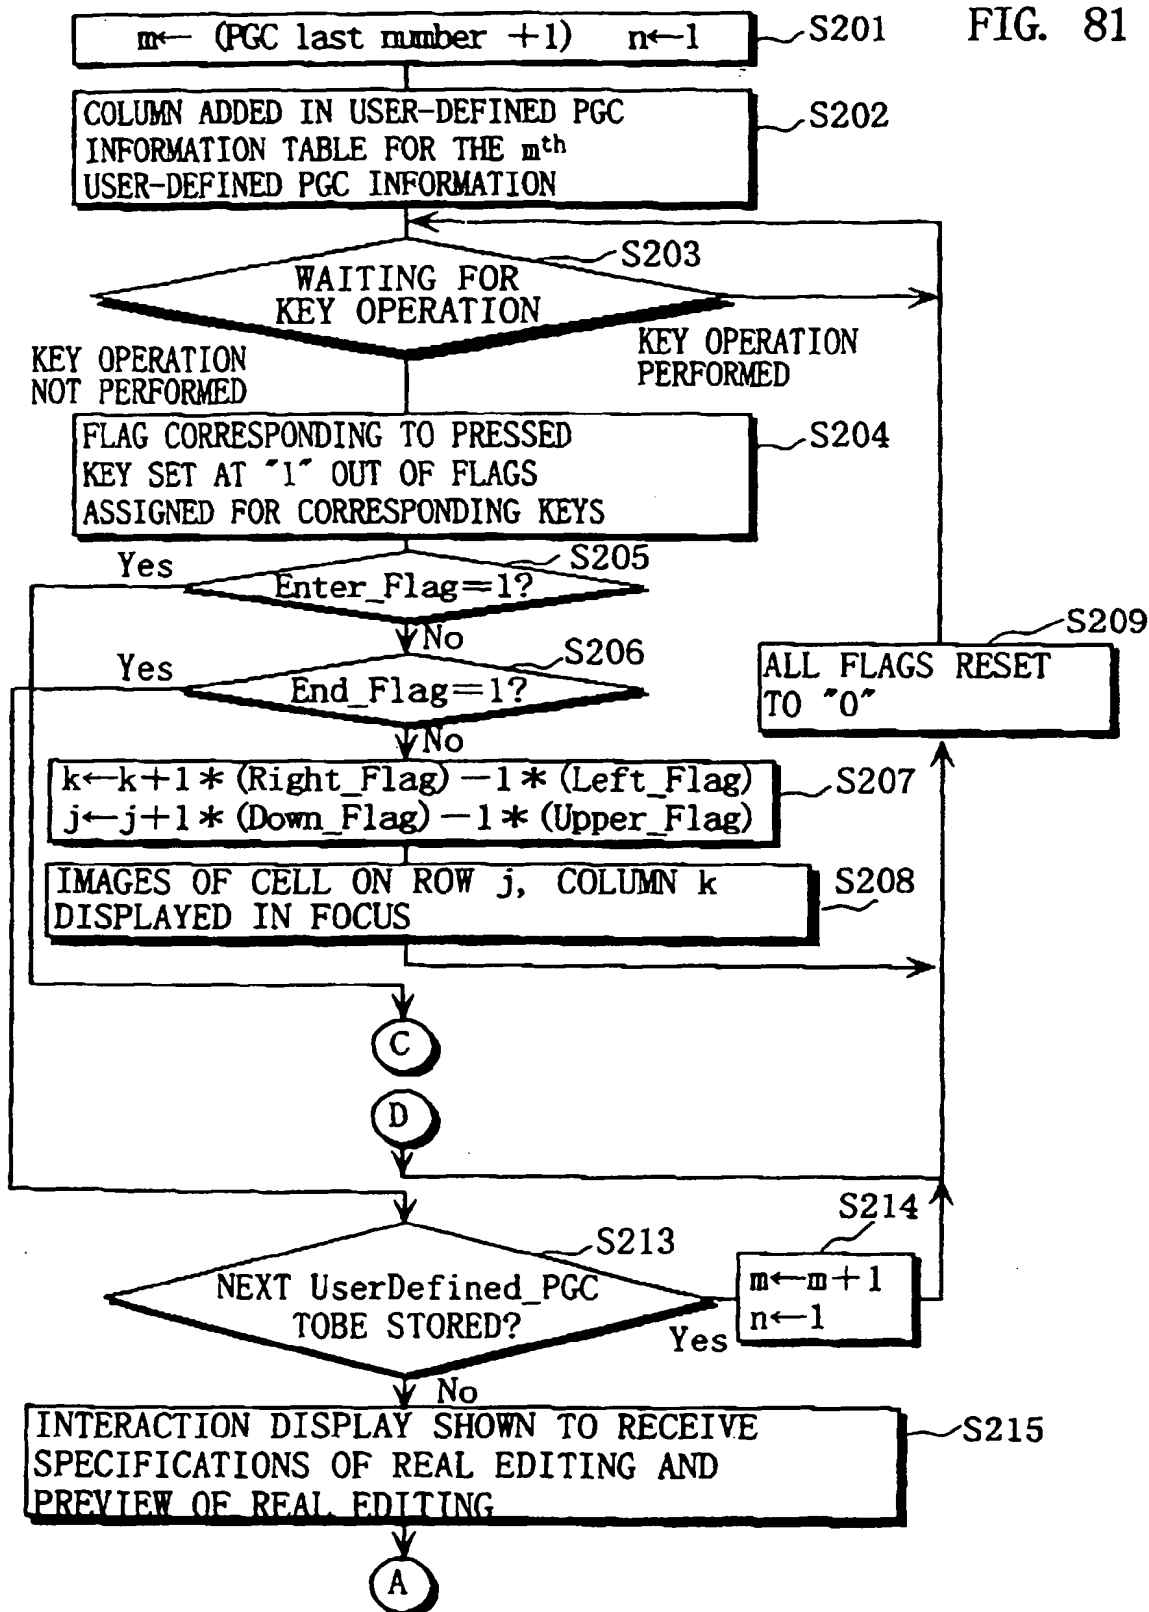 FIG. 81
m← (PGC last number +1) n←1
S201
COLUMN ADDED IN USER-DEFINED PGC
INFORMATION TABLE FOR THE mth
USER-DEFINED PGC INFORMATION
S202
S203
WAITING FOR
KEY OPERATION
KEY OPERATION
NOT PERFORMED
KEY OPERATION
PERFORMED
FLAG CORRESPONDING TO PRESSED
KEY SET AT "1" OUT OF FLAGS
ASSIGNED FOR CORRESPONDING KEYS
S204
Yes
S205
Enter_Flag=1?
No
S209
ALL FLAGS RESET
TO "0"
Yes
S206
End_Flag=1?
No
k←k+1*(Right_Flag)-1*(Left_Flag)
j←j+1*(Down_Flag)-1*(Upper_Flag)
S207
IMAGES OF CELL ON ROW j, COLUMN k
DISPLAYED IN FOCUS
S208
C
D
S213
NEXT UserDefined_PGC
TOBE STORED?
Yes
S214
m←m+1
n←1
No
INTERACTION DISPLAY SHOWN TO RECEIVE
SPECIFICATIONS OF REAL EDITING AND
PREVIEW OF REAL EDITING
S215
A